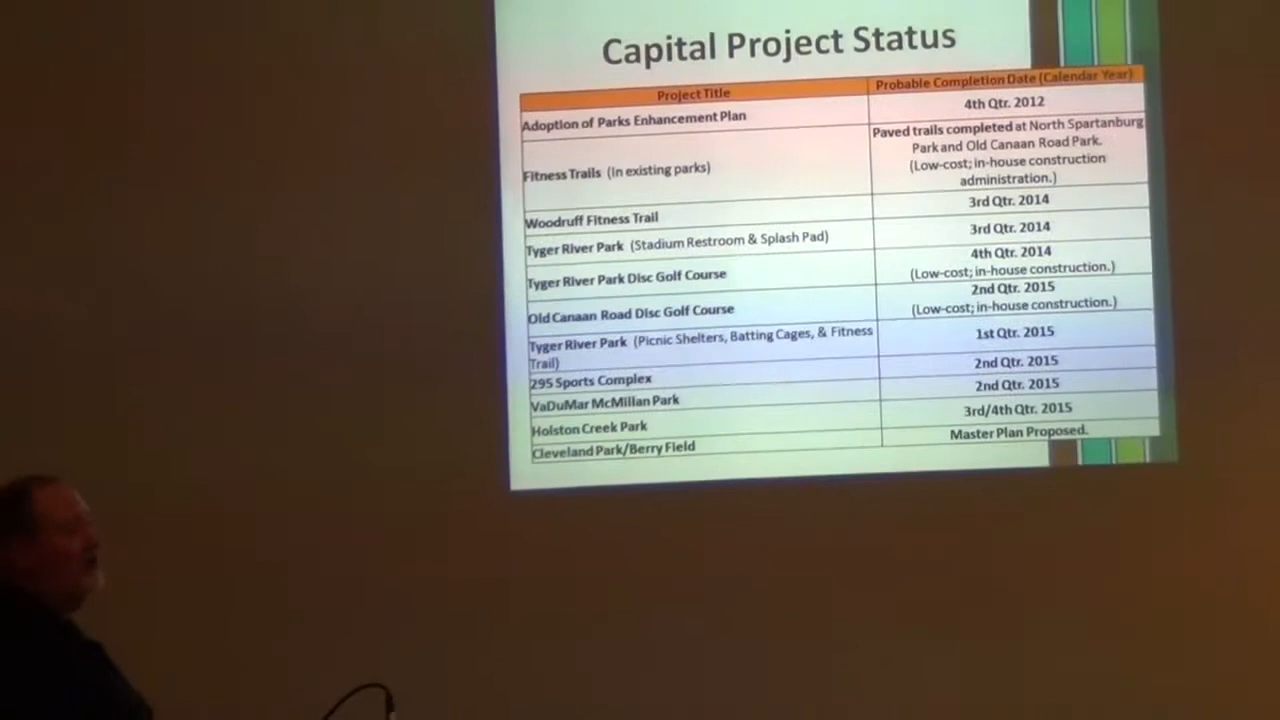 Capital Project Status
Project Title
Probable Completion Date (Calendar Year)
Adoption of Parks Enhancement Plan
4th Qtr. 2012
Fitness Trails (In existing parks)
Paved trails completed at North Spartanburg
Park and Old Canaan Road Park.
(Low-cost; in-house construction
administration.)
Woodruff Fitness Trail
3rd Qtr. 2014
Tyger River Park (Stadium Restroom & Splash Pad)
3rd Qtr. 2014
Tyger River Park Disc Golf Course
4th Qtr. 2014
(Low-cost; in-house construction.)
Old Canaan Road Disc Golf Course
2nd Qtr. 2015
(Low-cost; in-house construction.)
Tyger River Park (Picnic Shelters, Batting Cages, & Fitness
Trail)
1st Qtr. 2015
295 Sports Complex
2nd Qtr. 2015
VaDuMar McMillan Park
2nd Qtr. 2015
Holston Creek Park
3rd/4th Qtr. 2015
Cleveland Park/Berry Field
Master Plan Proposed.